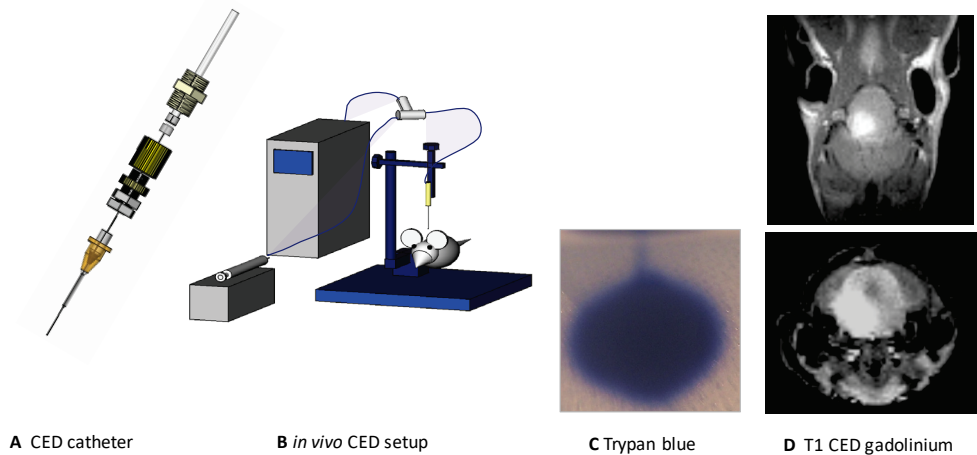 A CED catheter
B in vivo CED setup
C Trypan blue
D T1 CED gadolinium